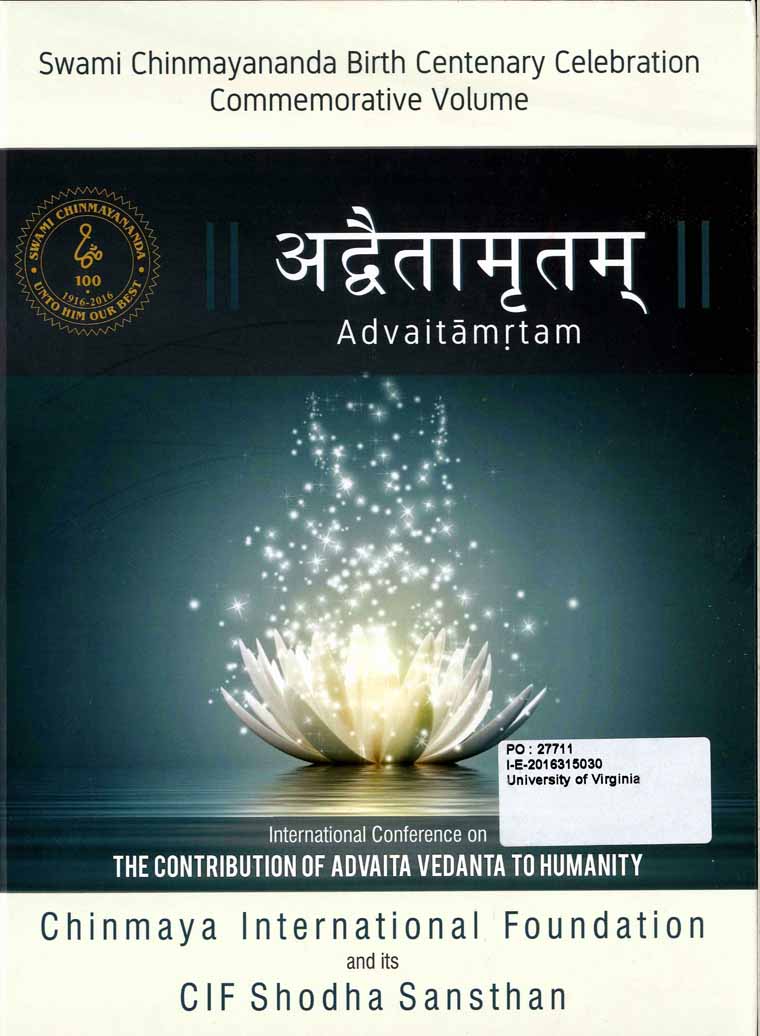 Swami Chinmayananda Birth Centenary Celebration
Commemorative Volume
SWAMI CHINMAYANANDA
100
1916-2016
UNTO HIM OUR BEST
|| अद्वैतामृतम् ||
Advaitāmṛtam
PO : 27711
I-E-2016315030
University of Virginia
International Conference on
THE CONTRIBUTION OF ADVAITA VEDANTA TO HUMANITY
Chinmaya International Foundation
and its
CIF Shodha Sansthan